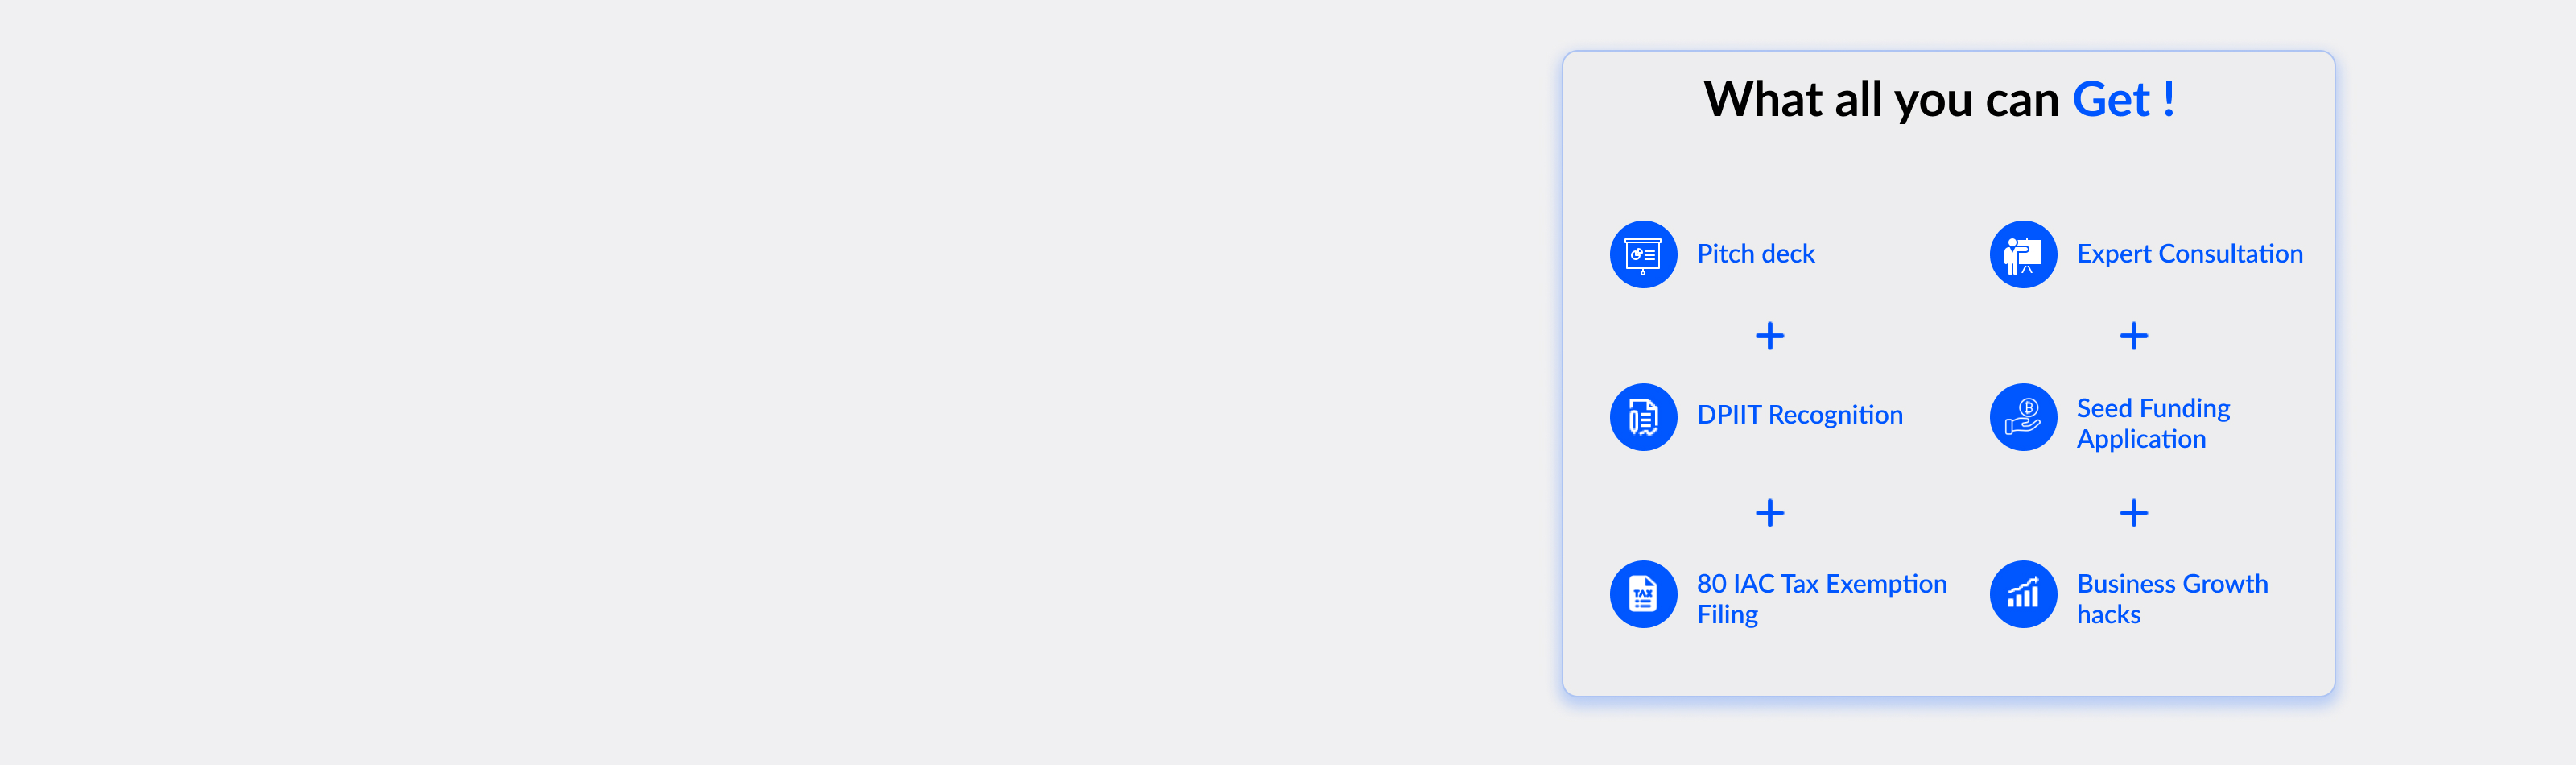 What all you can Get !
Pitch deck
Expert Consultation
+
+
DPIIT Recognition
Seed Funding
Application
+
+
TAX
80 IAC Tax Exemption
Filing
Business Growth
hacks